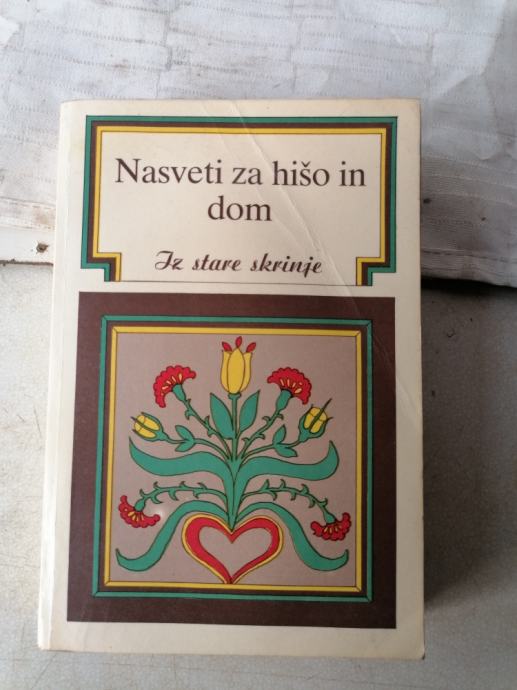 Nasveti za hišo in
dom
Iz stare skrinje